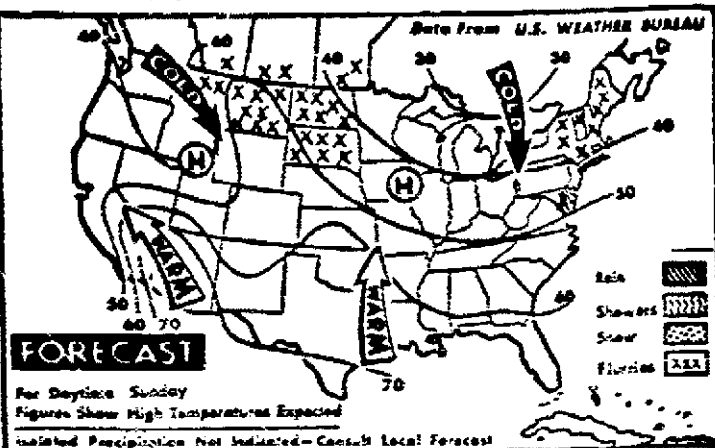 Data From U.S. WEATHER BUREAU
60
60
COLD
40
30
COLD
30
40
H
H
50
WARM
50
60
70
WARM
60
70
Rain
Showers
Snow
Flurries
FORECAST
For Daytime Sunday
Figures Show High Temperatures Expected
Isolated Precipitation Not Indicated - Consult Local Forecast